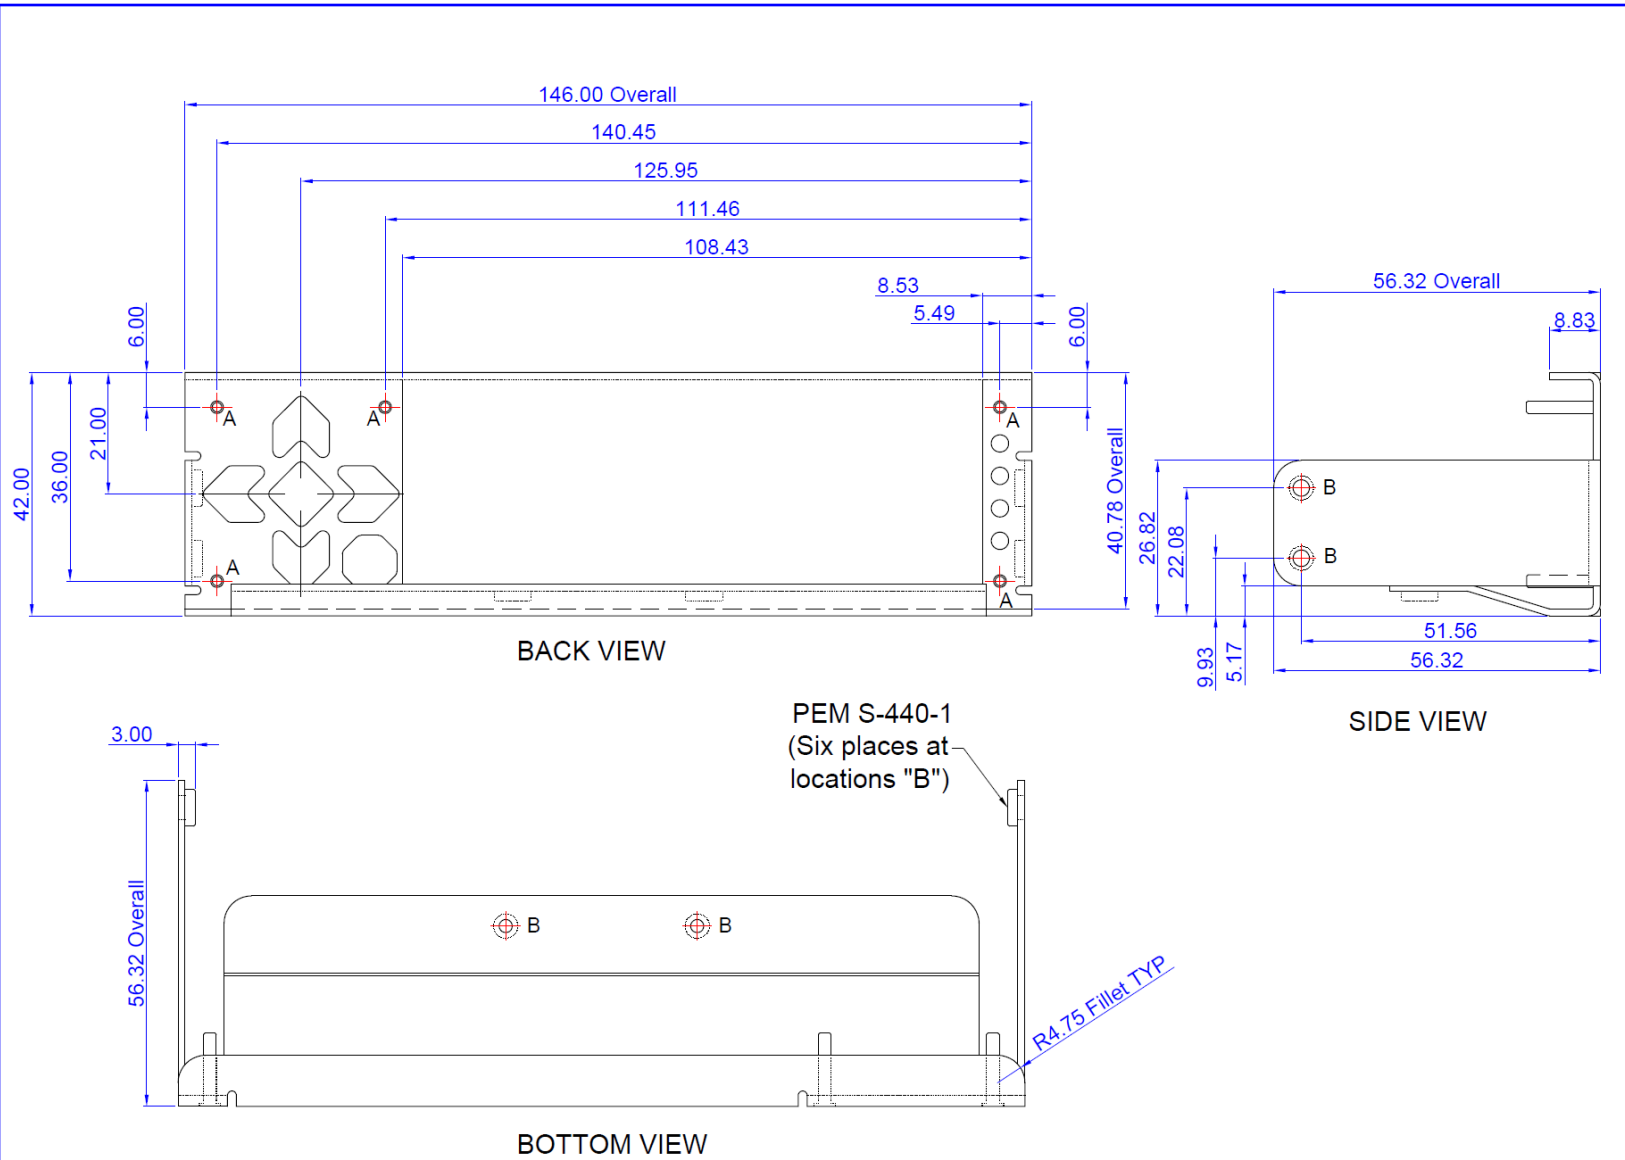 146.00 Overall
140.45
125.95
111.46
108.43
8.53
5.49
6.00
6.00
42.00
36.00
21.00
40.78 Overall
A
A
A
A
A
BACK VIEW
56.32 Overall
8.83
B
B
26.82
22.08
9.93
5.17
51.56
56.32
SIDE VIEW
3.00
56.32 Overall
PEM S-440-1
(Six places at
locations "B")
B
B
R4.75 Fillet TYP
BOTTOM VIEW